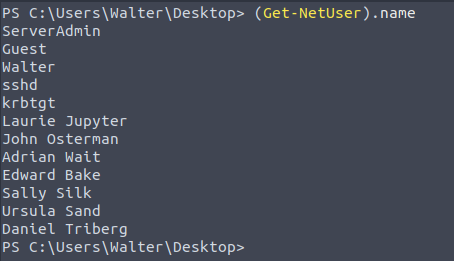 PS C:\Users\Walter\Desktop> (Get-NetUser).name
ServerAdmin
Guest
Walter
sshd
krbtgt
Laurie Jupyter
John Osterman
Adrian Wait
Edward Bake
Sally Silk
Ursula Sand
Daniel Triberg
PS C:\Users\Walter\Desktop>